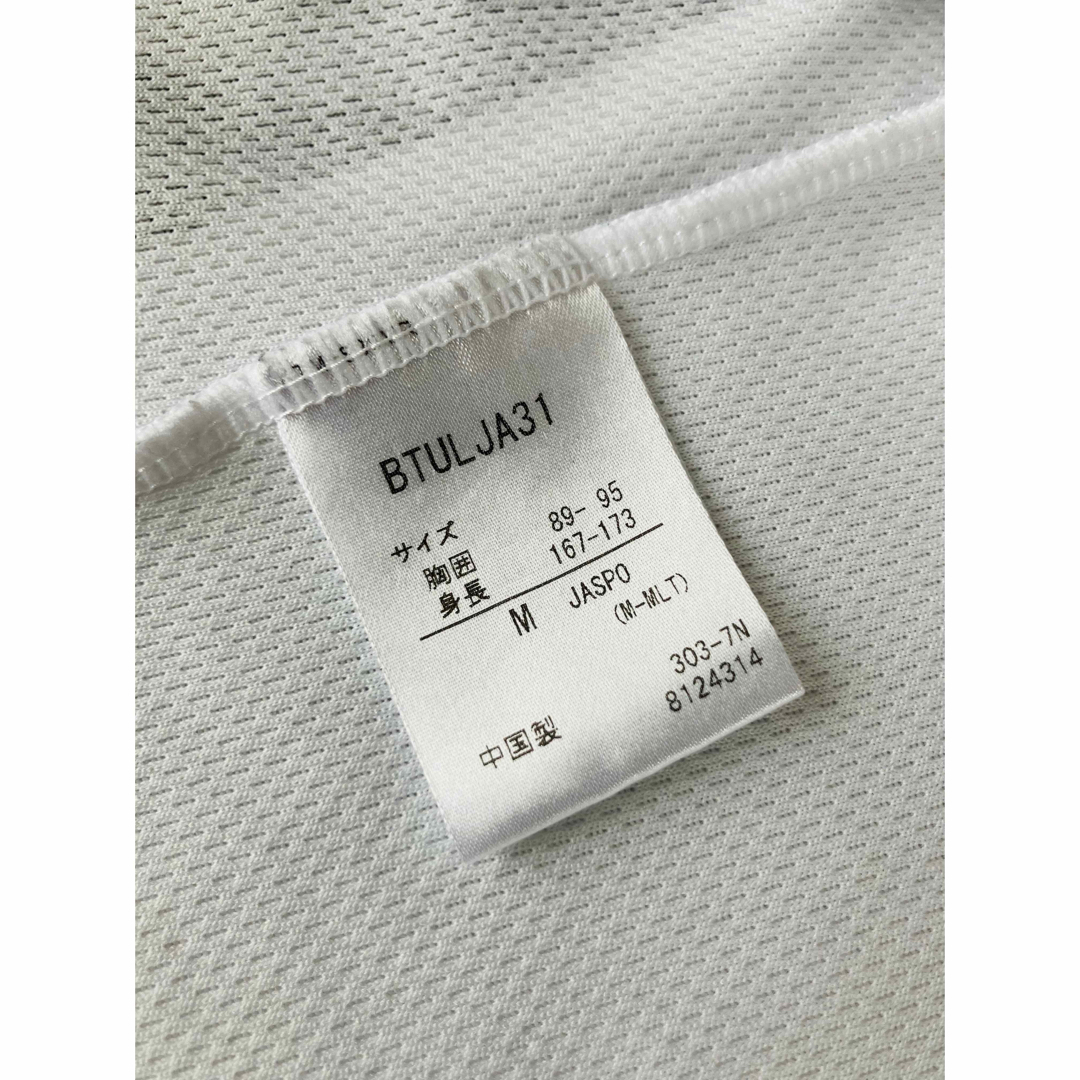 BTULJA31
サイズ
胸囲 89- 95
身長 167-173
M JASPO
(M-MLT)
303-7N
8124314
中国製